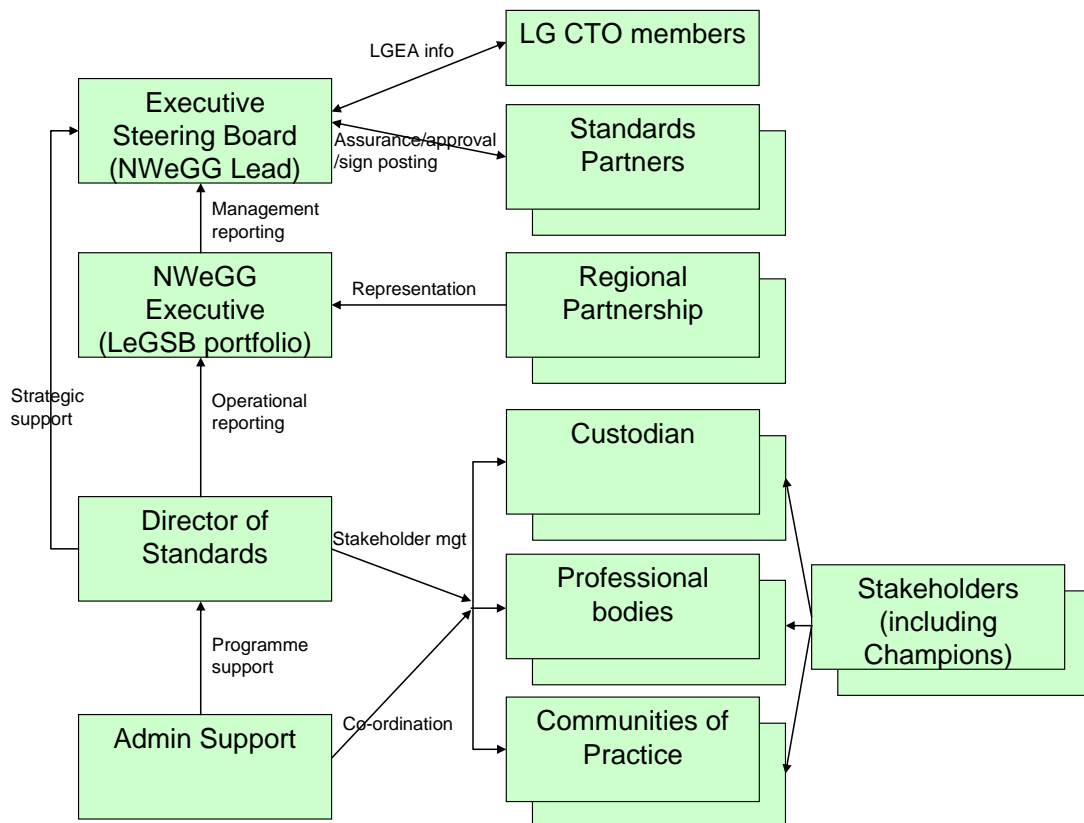 LG CTO members
LGEA info
Executive
Steering Board
(NWeGG Lead)
Assurance/approval
/sign posting
Standards
Partners
Management
reporting
NWeGG
Executive
(LeGSB portfolio)
Representation
Regional
Partnership
Strategic
support
Operational
reporting
Custodian
Director of
Standards
Stakeholder mgt
Professional
bodies
Stakeholders
(including
Champions)
Programme
support
Admin Support
Co-ordination
Communities of
Practice